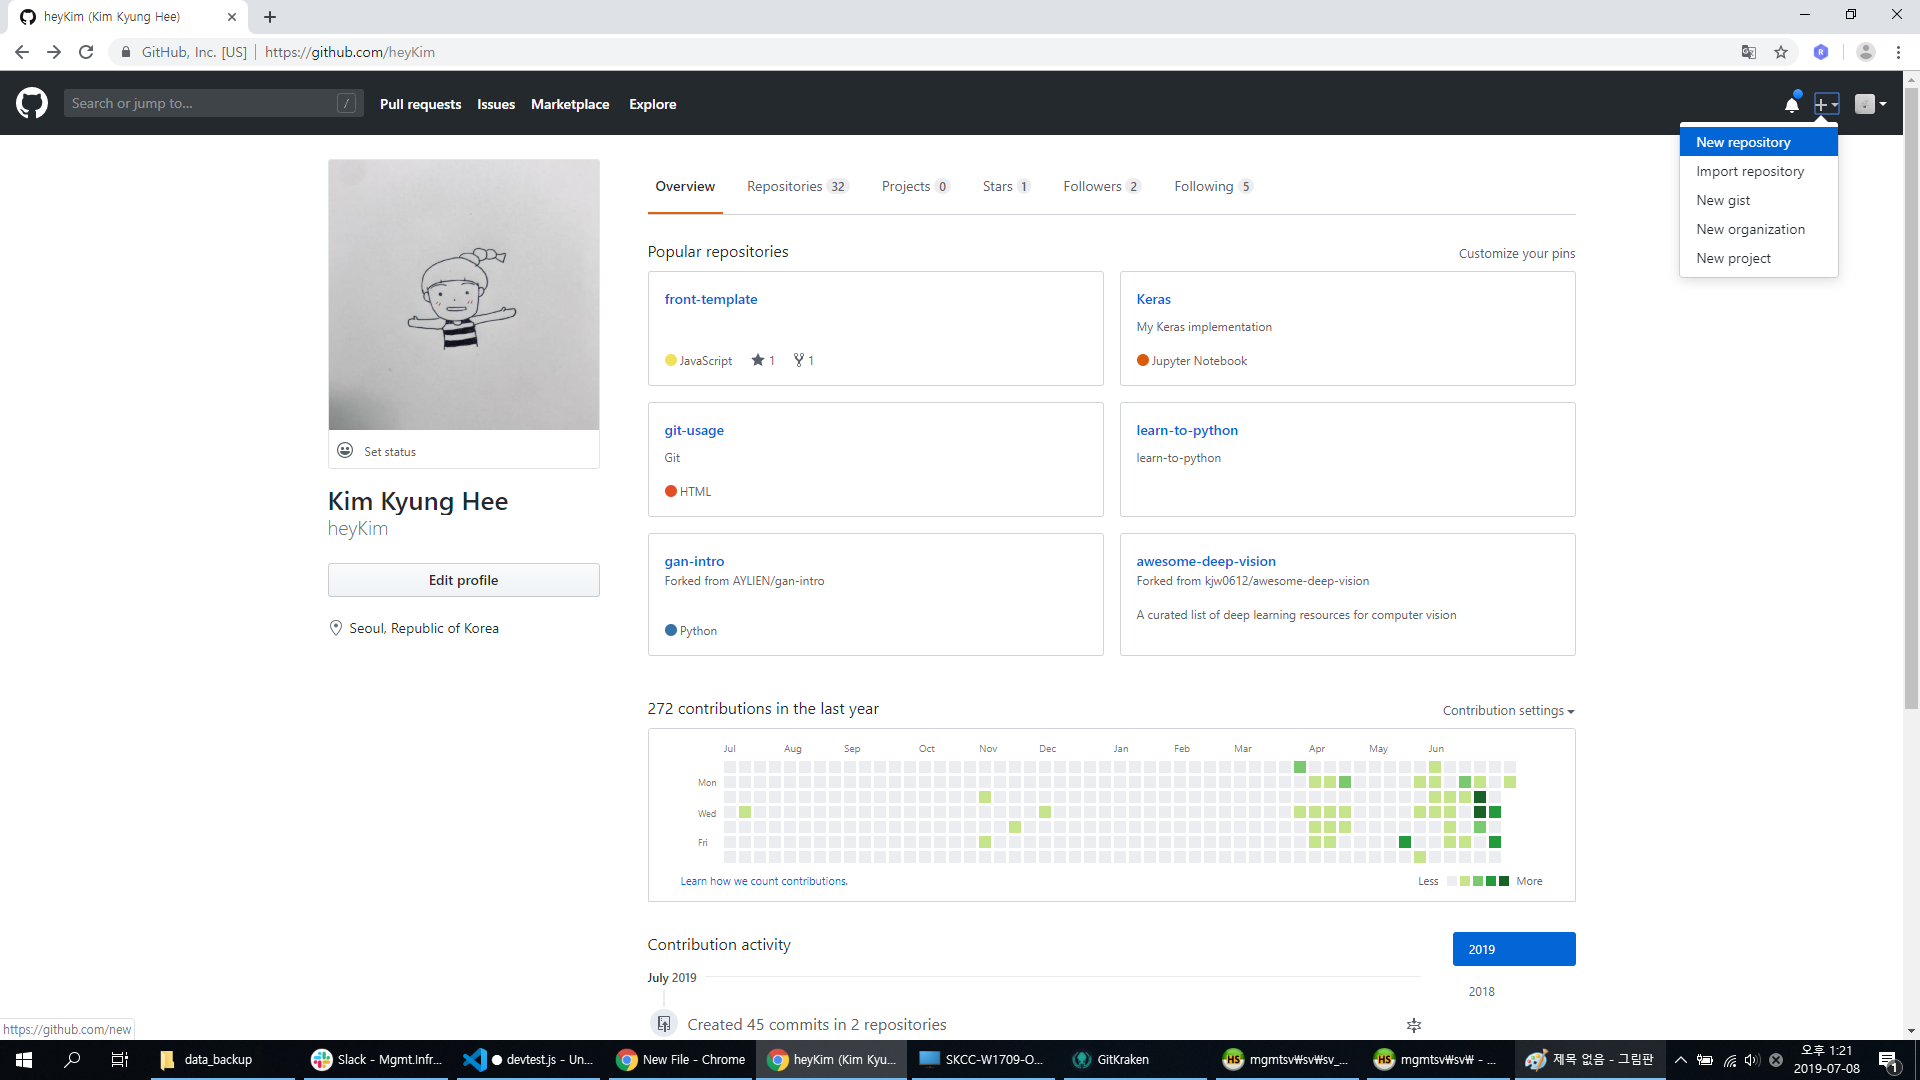 heyKim (Kim Kyung Hee)
GitHub, Inc. [US] | https://github.com/heyKim
Search or jump to... /
Pull requests Issues Marketplace Explore
New repository
Import repository
New gist
New organization
New project
Overview Repositories 32 Projects 0 Stars 1 Followers 2 Following 5
Popular repositories
Customize your pins
front-template
JavaScript 1 1
Keras
My Keras implementation
Jupyter Notebook
git-usage
Git
HTML
learn-to-python
learn-to-python
gan-intro
Forked from AYLIEN/gan-intro
Python
awesome-deep-vision
Forked from kjw0612/awesome-deep-vision
A curated list of deep learning resources for computer vision
Set status
Kim Kyung Hee
heyKim
Edit profile
Seoul, Republic of Korea
272 contributions in the last year
Contribution settings
Jul Aug Sep Oct Nov Dec Jan Feb Mar Apr May Jun
Mon
Wed
Fri
Learn how we count contributions.
Less More
Contribution activity
2019
July 2019
2018
Created 45 commits in 2 repositories
https://github.com/new
data_backup
Slack - Mgmt.Infr...
● devtest.js - Un...
New File - Chrome
heyKim (Kim Kyu...
SKCC-W1709-O...
GitKraken
HS mgmtsv₩sv₩sv_...
HS mgmtsv₩sv₩ - ...
제목 없음 - 그림판
오후 1:21
2019-07-08
1